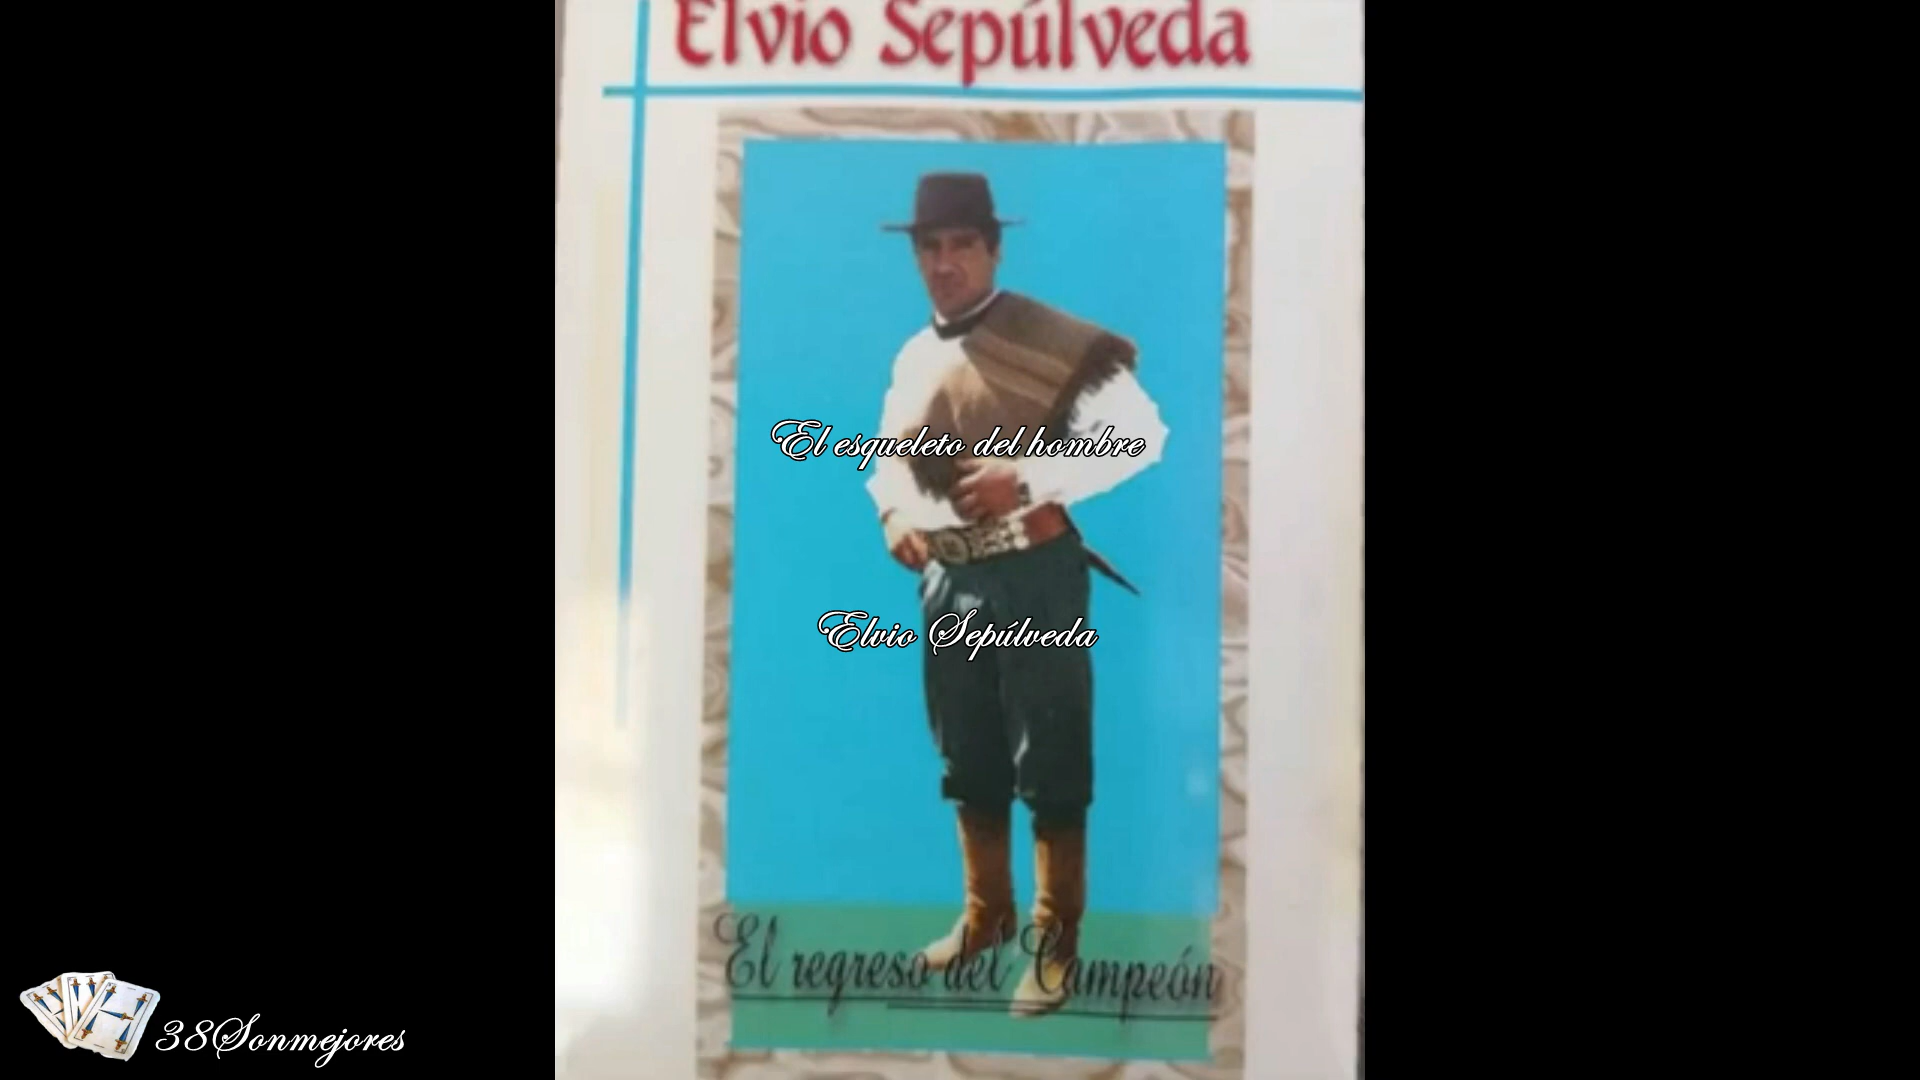 Elvio Sepúlveda
El esqueleto del hombre
Elvio Sepúlveda
El regreso del Campeón
38Sonmejores